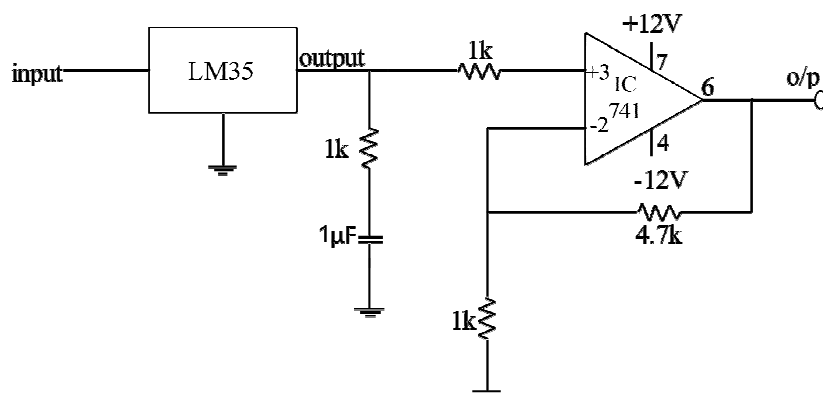 input
LM35
output
1k
1k
1µF
+3
-2
IC
741
+12V
7
6
4
-12V
o/p
4.7k
1k